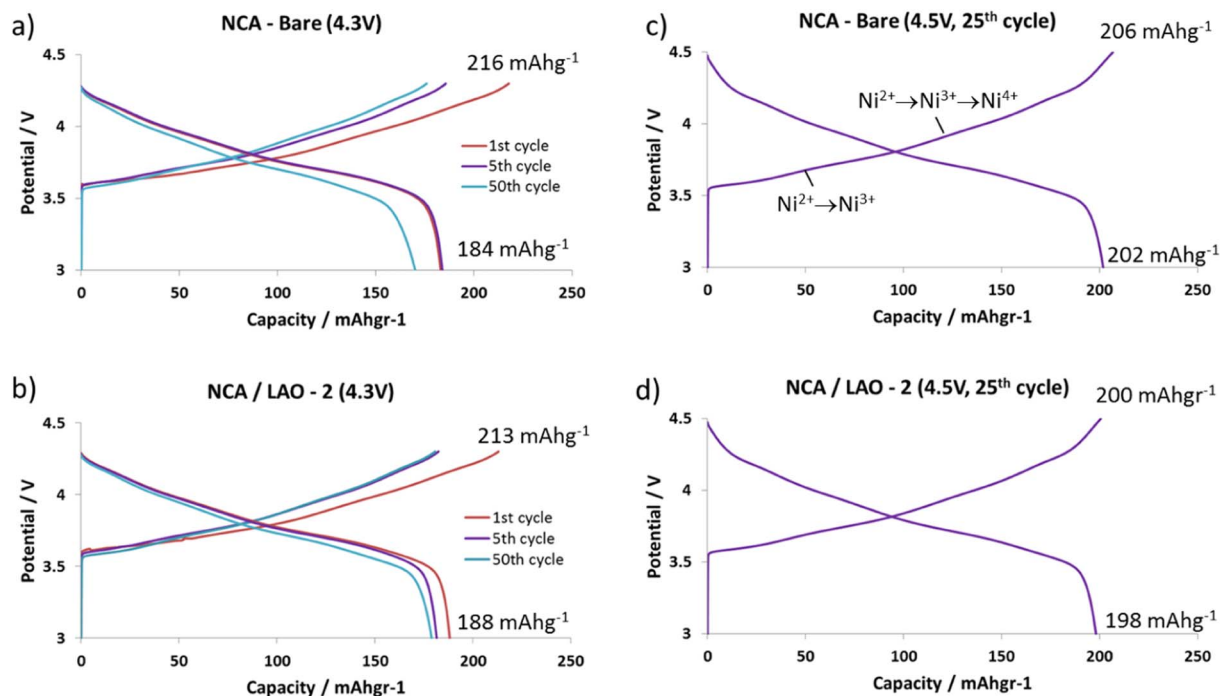 a)
NCA - Bare (4.3V)
216 mAhg⁻¹
4.5
4
3.5
3
Potential / V
1st cycle
5th cycle
50th cycle
184 mAhg⁻¹
0 50 100 150 200 250
Capacity / mAhgr-1
c)
NCA - Bare (4.5V, 25ᵗʰ cycle)
206 mAhg⁻¹
4.5
4
3.5
3
Potential / V
Ni²⁺→Ni³⁺→Ni⁴⁺
Ni²⁺→Ni³⁺
202 mAhg⁻¹
0 50 100 150 200 250
Capacity / mAhgr-1
b)
NCA / LAO - 2 (4.3V)
213 mAhg⁻¹
4.5
4
3.5
3
Potential / V
1st cycle
5th cycle
50th cycle
188 mAhg⁻¹
0 50 100 150 200 250
Capacity / mAhgr-1
d)
NCA / LAO - 2 (4.5V, 25ᵗʰ cycle)
200 mAhgr⁻¹
4.5
4
3.5
3
Potential / V
198 mAhg⁻¹
0 50 100 150 200 250
Capacity / mAhgr-1